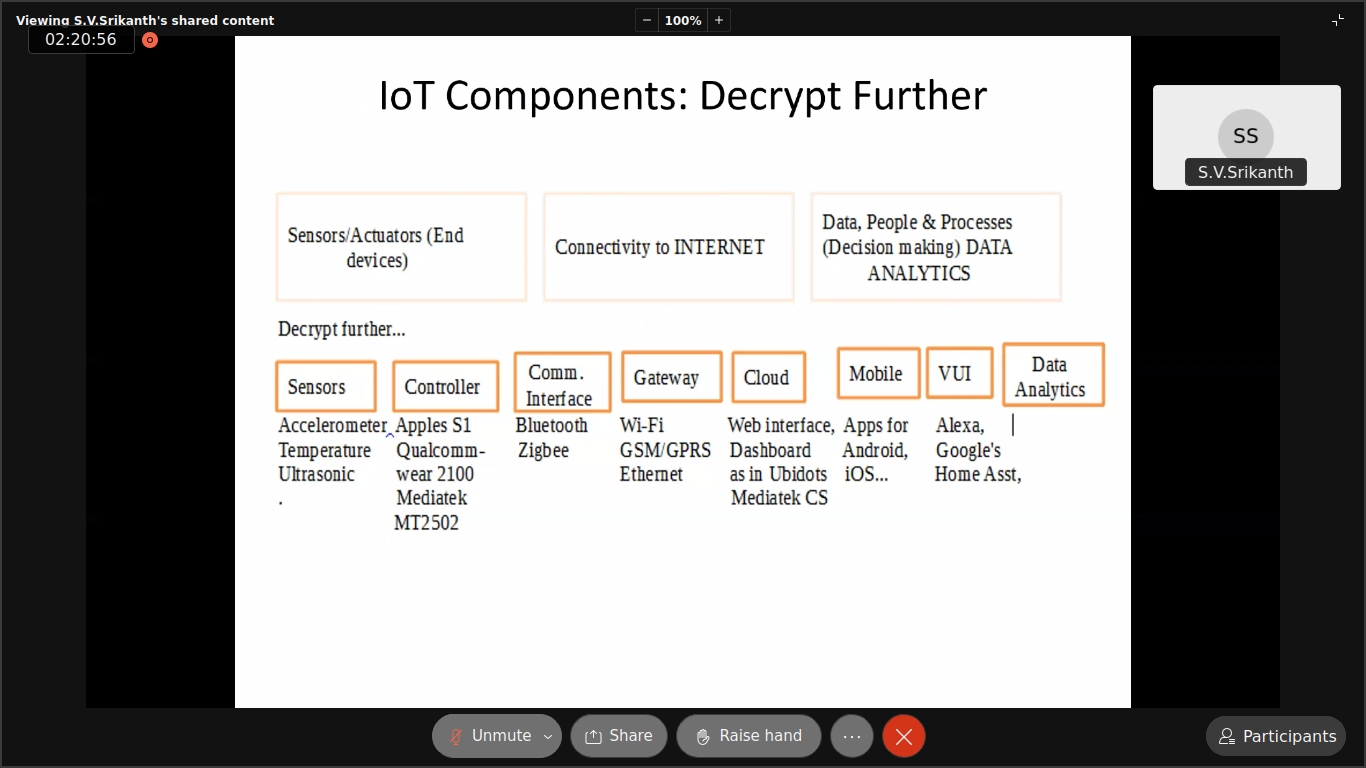 Viewing S.V.Srikanth's shared content
− 100% +
02:20:56
IoT Components: Decrypt Further
SS
S.V.Srikanth
Sensors/Actuators (End
devices)
Connectivity to INTERNET
Data, People & Processes
(Decision making) DATA
ANALYTICS
Decrypt further...
Sensors
Accelerometer
Temperature
Ultrasonic
.
Controller
Apples S1
Qualcomm-
wear 2100
Mediatek
MT2502
Comm.
Interface
Bluetooth
Zigbee
Gateway
Wi-Fi
GSM/GPRS
Ethernet
Cloud
Web interface,
Dashboard
as in Ubidots
Mediatek CS
Mobile
Apps for
Android,
iOS...
VUI
Alexa,
Google's
Home Asst,
Data
Analytics
Unmute
Share
Raise hand
...
Participants